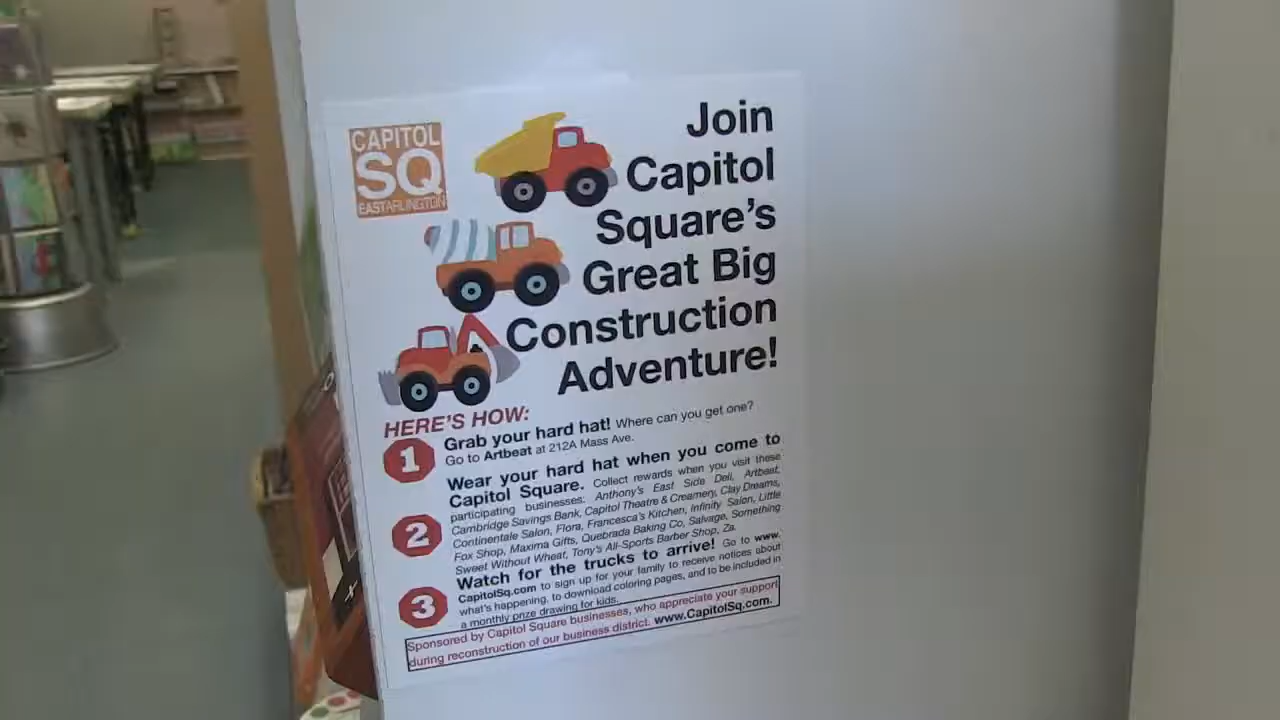 CAPITOL
SQ
EASTARLINGTON
Join
Capitol
Square's
Great Big
Construction
Adventure!
HERE'S HOW:
1
Grab your hard hat! Where can you get one?
Go to Artbeat at 212A Mass Ave.
2
Wear your hard hat when you come to
Capitol Square. Collect rewards when you visit these
participating businesses: Anthony's East Side Deli, Artbeat,
Cambridge Savings Bank, Capitol Theatre & Creamery, Clay Dreams,
Continentale Salon, Flora, Francesca's Kitchen, Infinity Salon, Little
Fox Shop, Maxima Gifts, Quebrada Baking Co, Salvage, Something
Sweet Without Wheat, Tony's All-Sports Barber Shop, Za.
3
Watch for the trucks to arrive! Go to www.
CapitolSq.com to sign up for your family to receive notices about
what's happening, to download coloring pages, and to be included in
a monthly prize drawing for kids.
Sponsored by Capitol Square businesses, who appreciate your support
during reconstruction of our business district. www.CapitolSq.com.